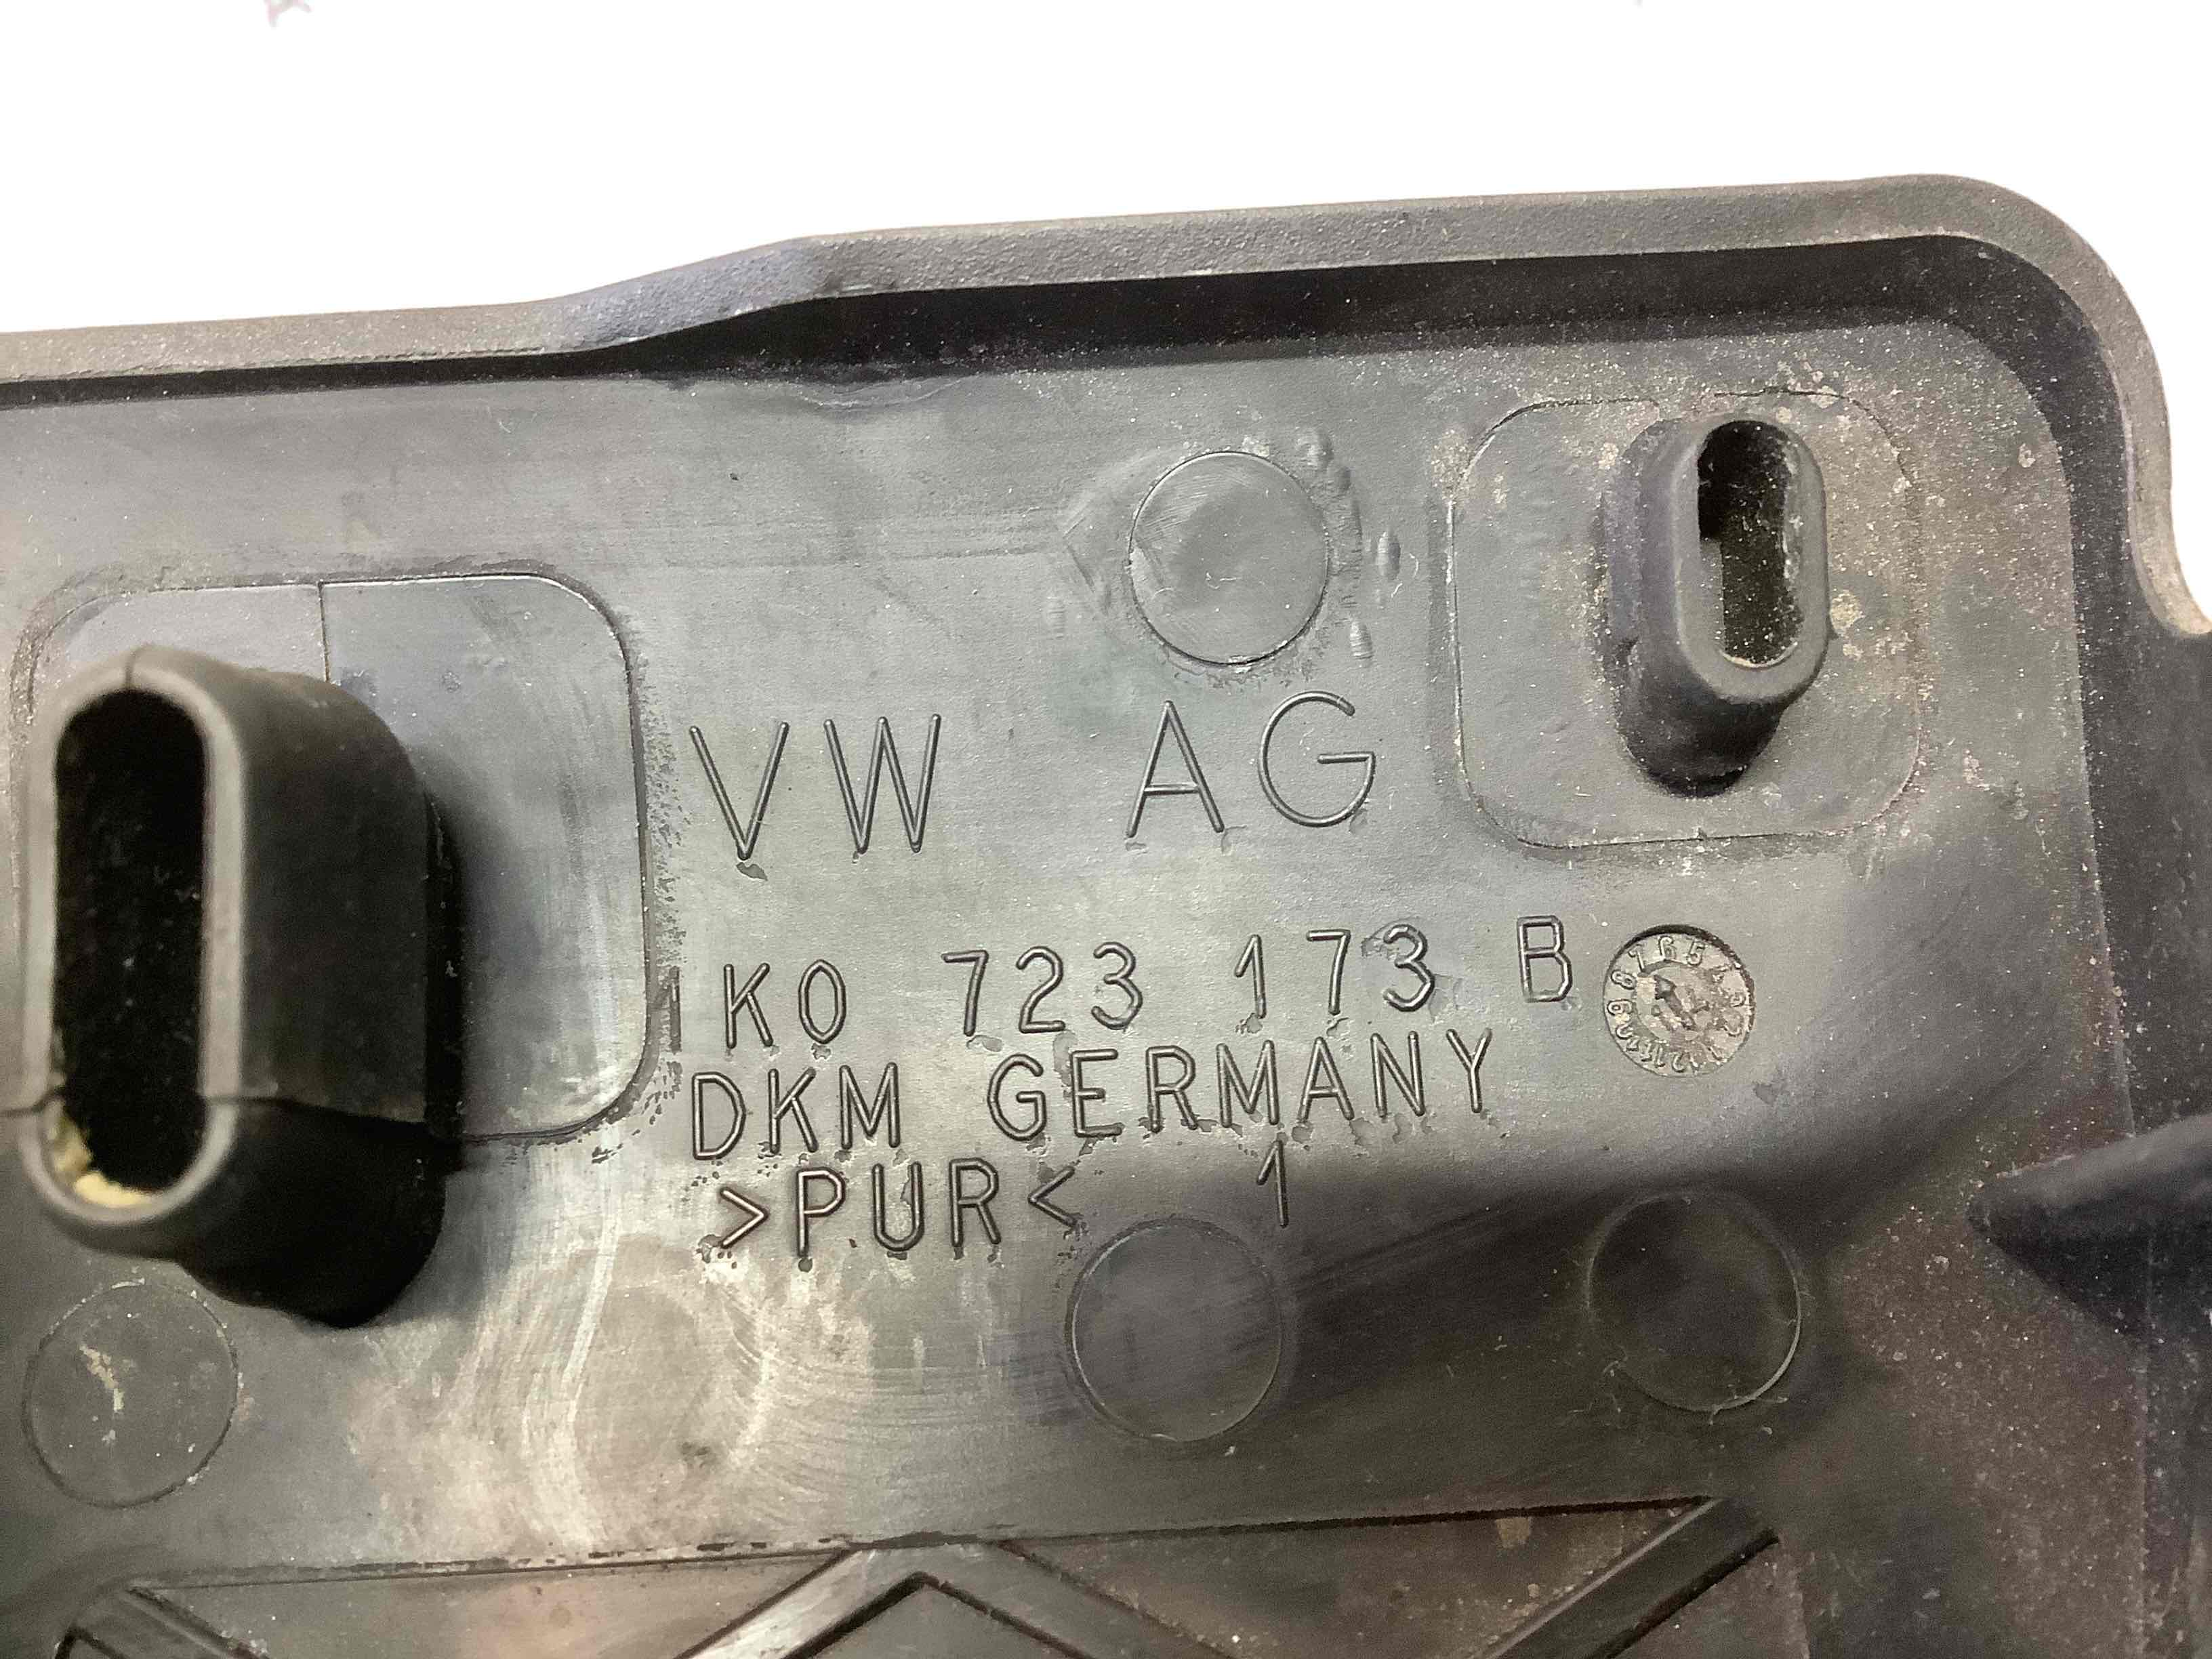 VW AG
1K0 723 173 B
DKM GERMANY
>PUR< 1